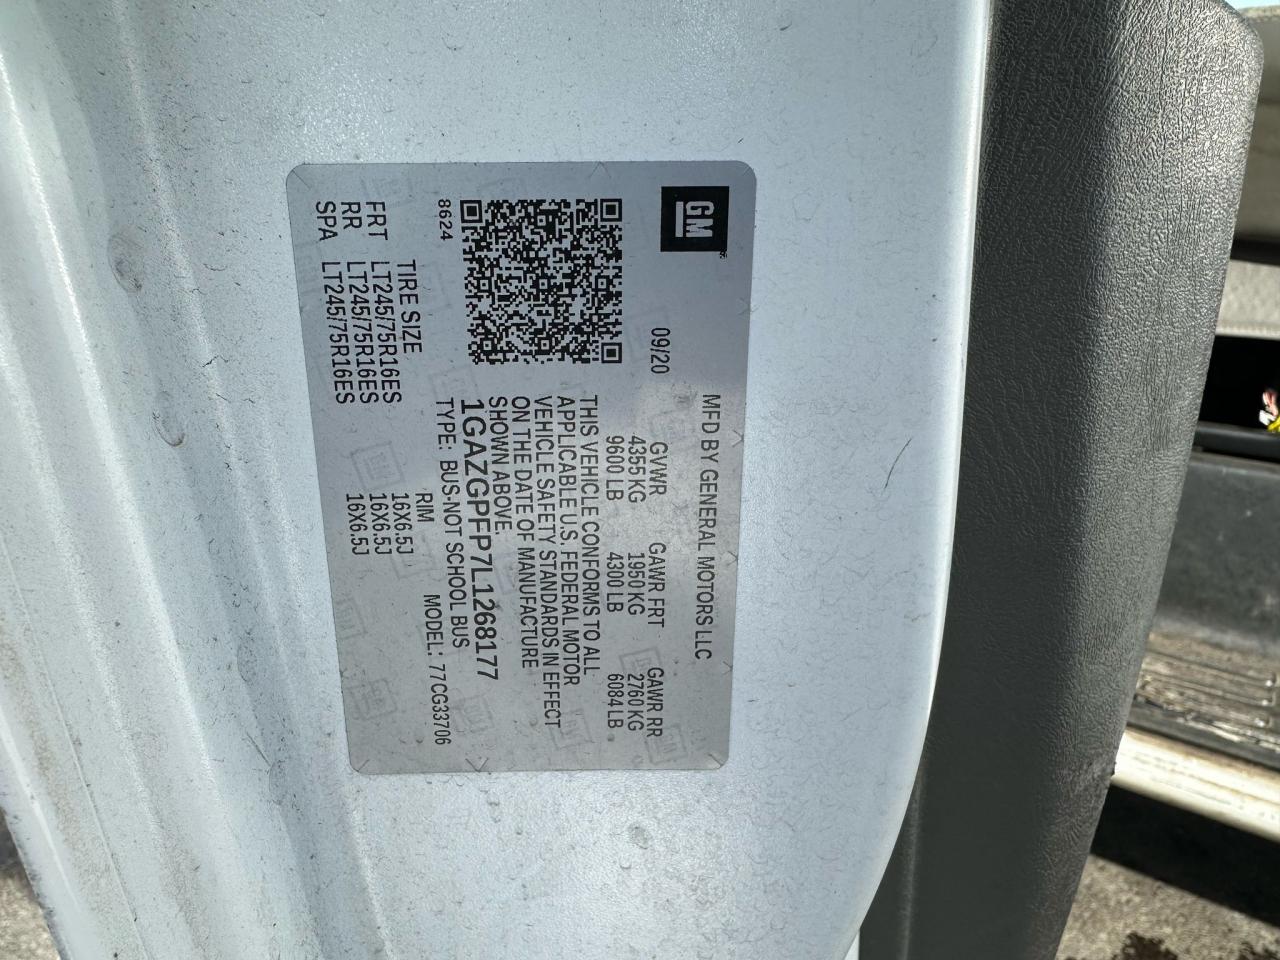 GM
MFD BY GENERAL MOTORS LLC
09/20
GVWR GAWR FRT GAWR RR
4355 KG 1950 KG 2760 KG
9600 LB 4300 LB 6084 LB
THIS VEHICLE CONFORMS TO ALL
APPLICABLE U.S. FEDERAL MOTOR
VEHICLE SAFETY STANDARDS IN EFFECT
ON THE DATE OF MANUFACTURE
SHOWN ABOVE.
1GAZGPFP7L1268177
8624 TYPE: BUS-NOT SCHOOL BUS MODEL: 77CG33706
TIRE SIZE RIM
FRT LT245/75R16ES 16X6.5J
RR LT245/75R16ES 16X6.5J
SPA LT245/75R16ES 16X6.5J